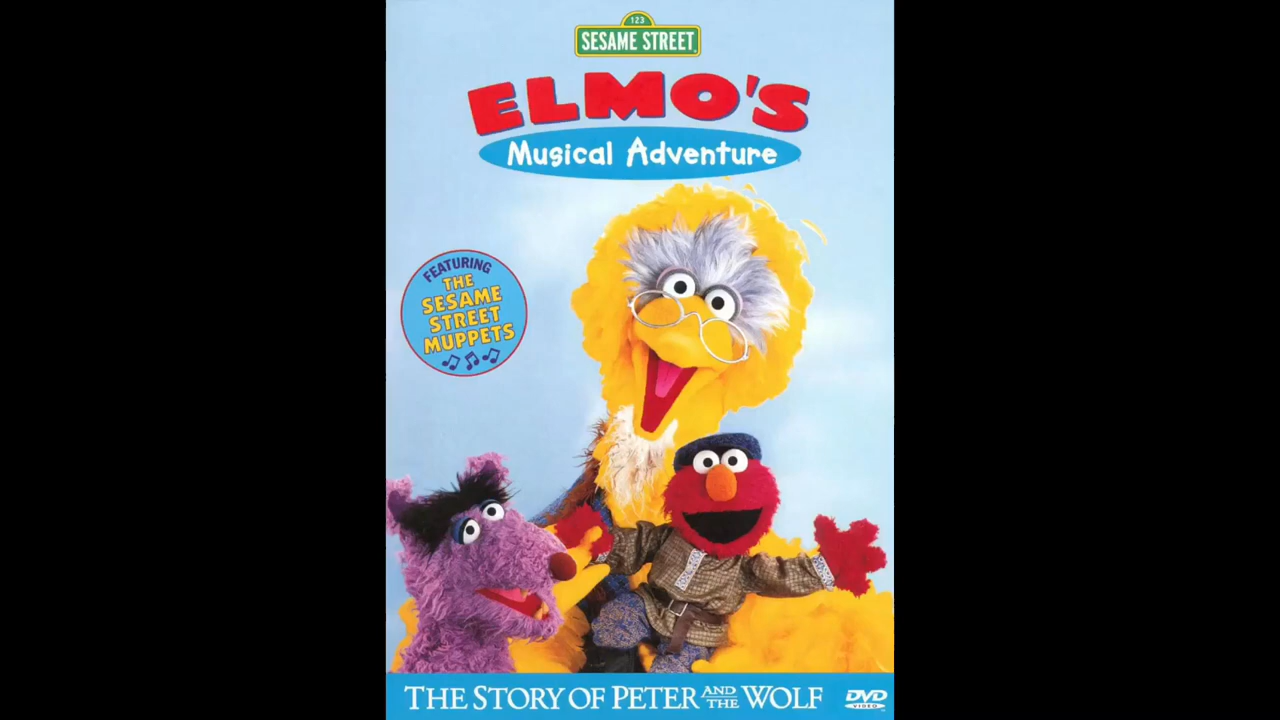 123
SESAME STREET
ELMO'S
Musical Adventure
FEATURING
THE
SESAME
STREET
MUPPETS
THE STORY OF PETER AND THE WOLF
DVD
VIDEO